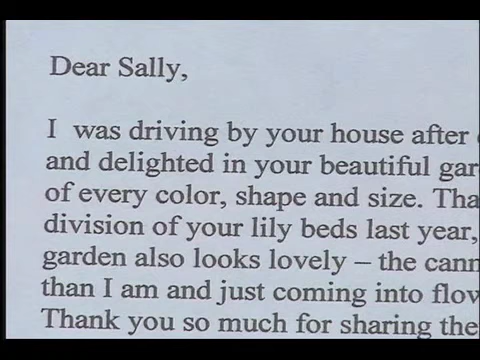 Dear Sally,
I was driving by your house after
and delighted in your beautiful gar
of every color, shape and size. Tha
division of your lily beds last year,
garden also looks lovely – the cann
than I am and just coming into flow
Thank you so much for sharing the